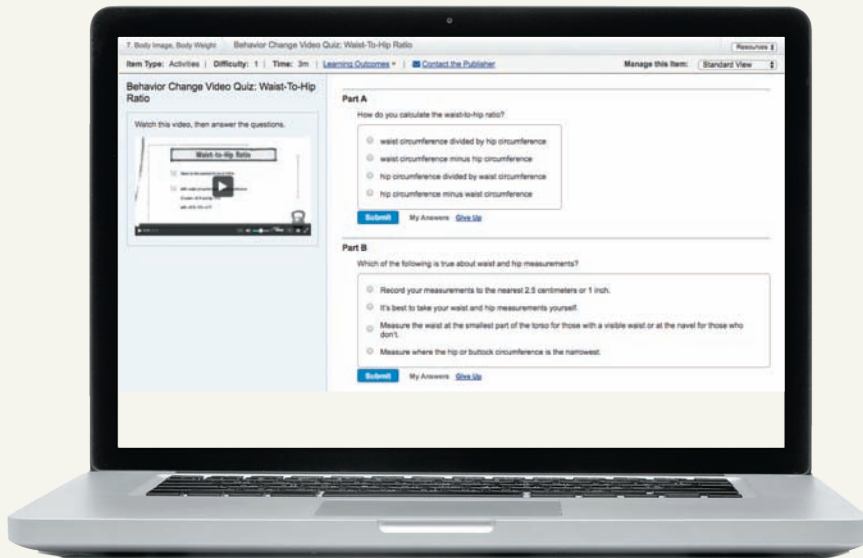 7. Body Image, Body Weight Behavior Change Video Quiz: Waist-To-Hip Ratio
Resources
Item Type: Activities | Difficulty: 1 | Time: 3m | Learning Outcomes | Contact the Publisher Manage this Item: Standard View
Behavior Change Video Quiz: Waist-To-Hip
Ratio
Watch this video, then answer the questions.
Waist-to-Hip Ratio
Part A
How do you calculate the waist-to-hip ratio?
waist circumference divided by hip circumference
waist circumference minus hip circumference
hip circumference divided by waist circumference
hip circumference minus waist circumference
Submit My Answers Give Up
Part B
Which of the following is true about waist and hip measurements?
Record your measurements to the nearest 2.5 centimeters or 1 inch.
It's best to take your waist and hip measurements yourself.
Measure the waist at the smallest part of the torso for those with a visible waist or at the navel for those who
don't.
Measure where the hip or buttock circumference is the narrowest.
Submit My Answers Give Up